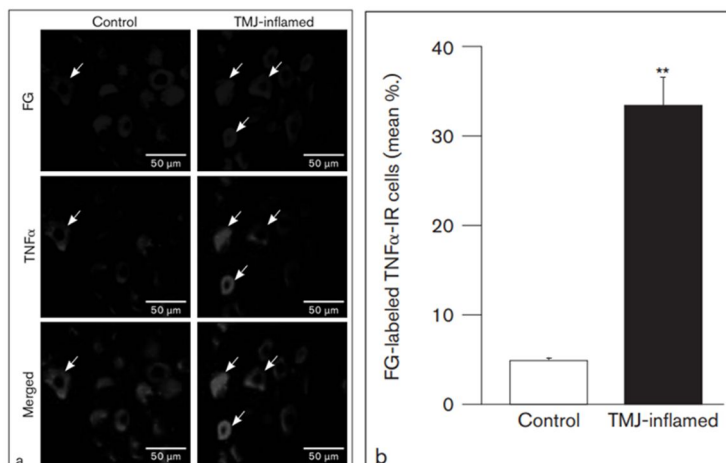 Control
TMJ-inflamed
FG
50 µm
50 µm
TNFα
50 µm
50 µm
Merged
50 µm
50 µm
a
FG-labeled TNFα-IR cells (mean %.)
40
30
20
10
0
**
Control
TMJ-inflamed
b